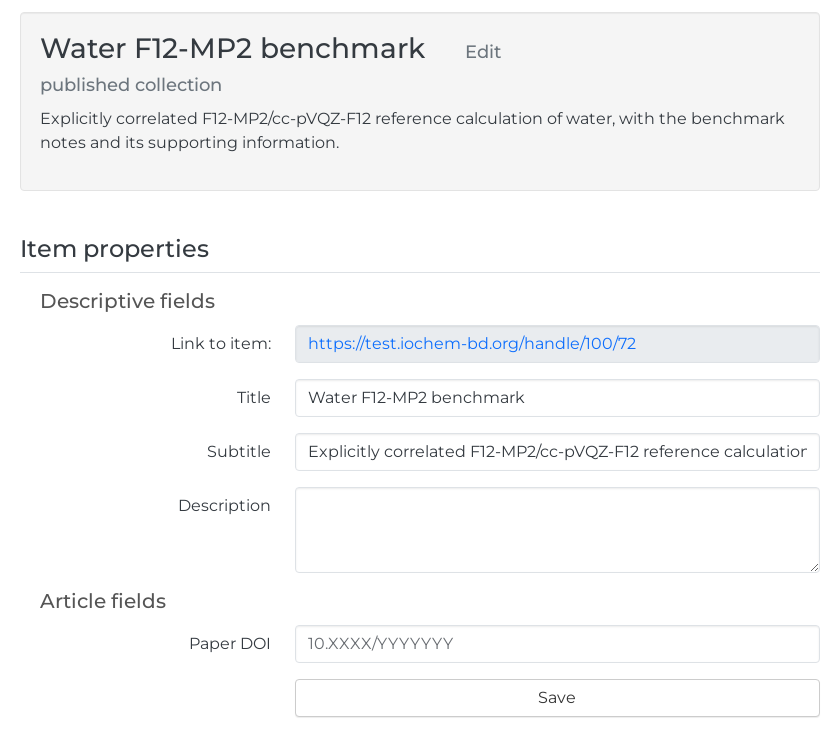 Water F12-MP2 benchmark Edit
published collection
Explicitly correlated F12-MP2/cc-pVQZ-F12 reference calculation of water, with the benchmark
notes and its supporting information.
Item properties
Descriptive fields
Link to item: https://test.iochem-bd.org/handle/100/72
Title Water F12-MP2 benchmark
Subtitle Explicitly correlated F12-MP2/cc-pVQZ-F12 reference calculation
Description
Article fields
Paper DOI 10.XXXX/YYYYYYY
Save